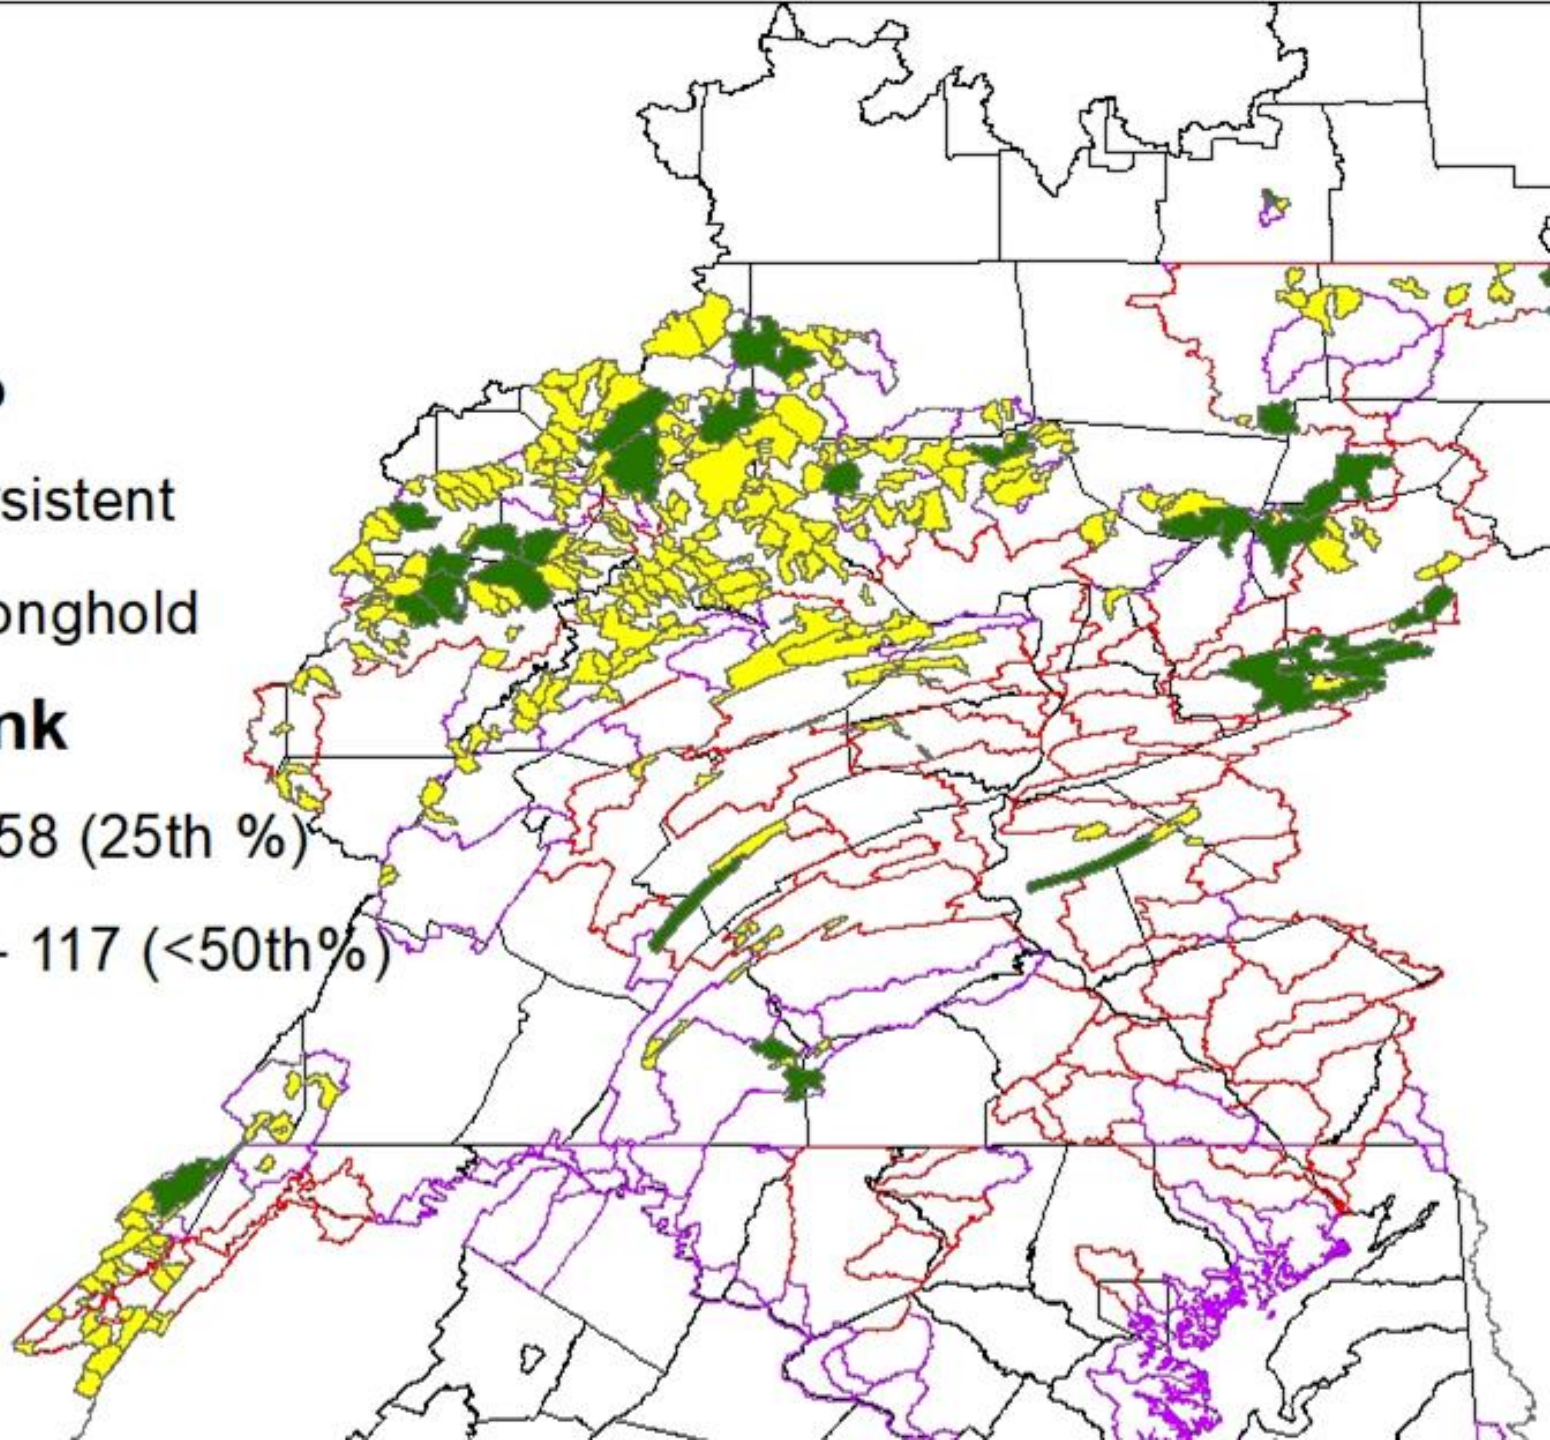 sistent
onghold
nk
58 (25th %)
- 117 (<50th%)